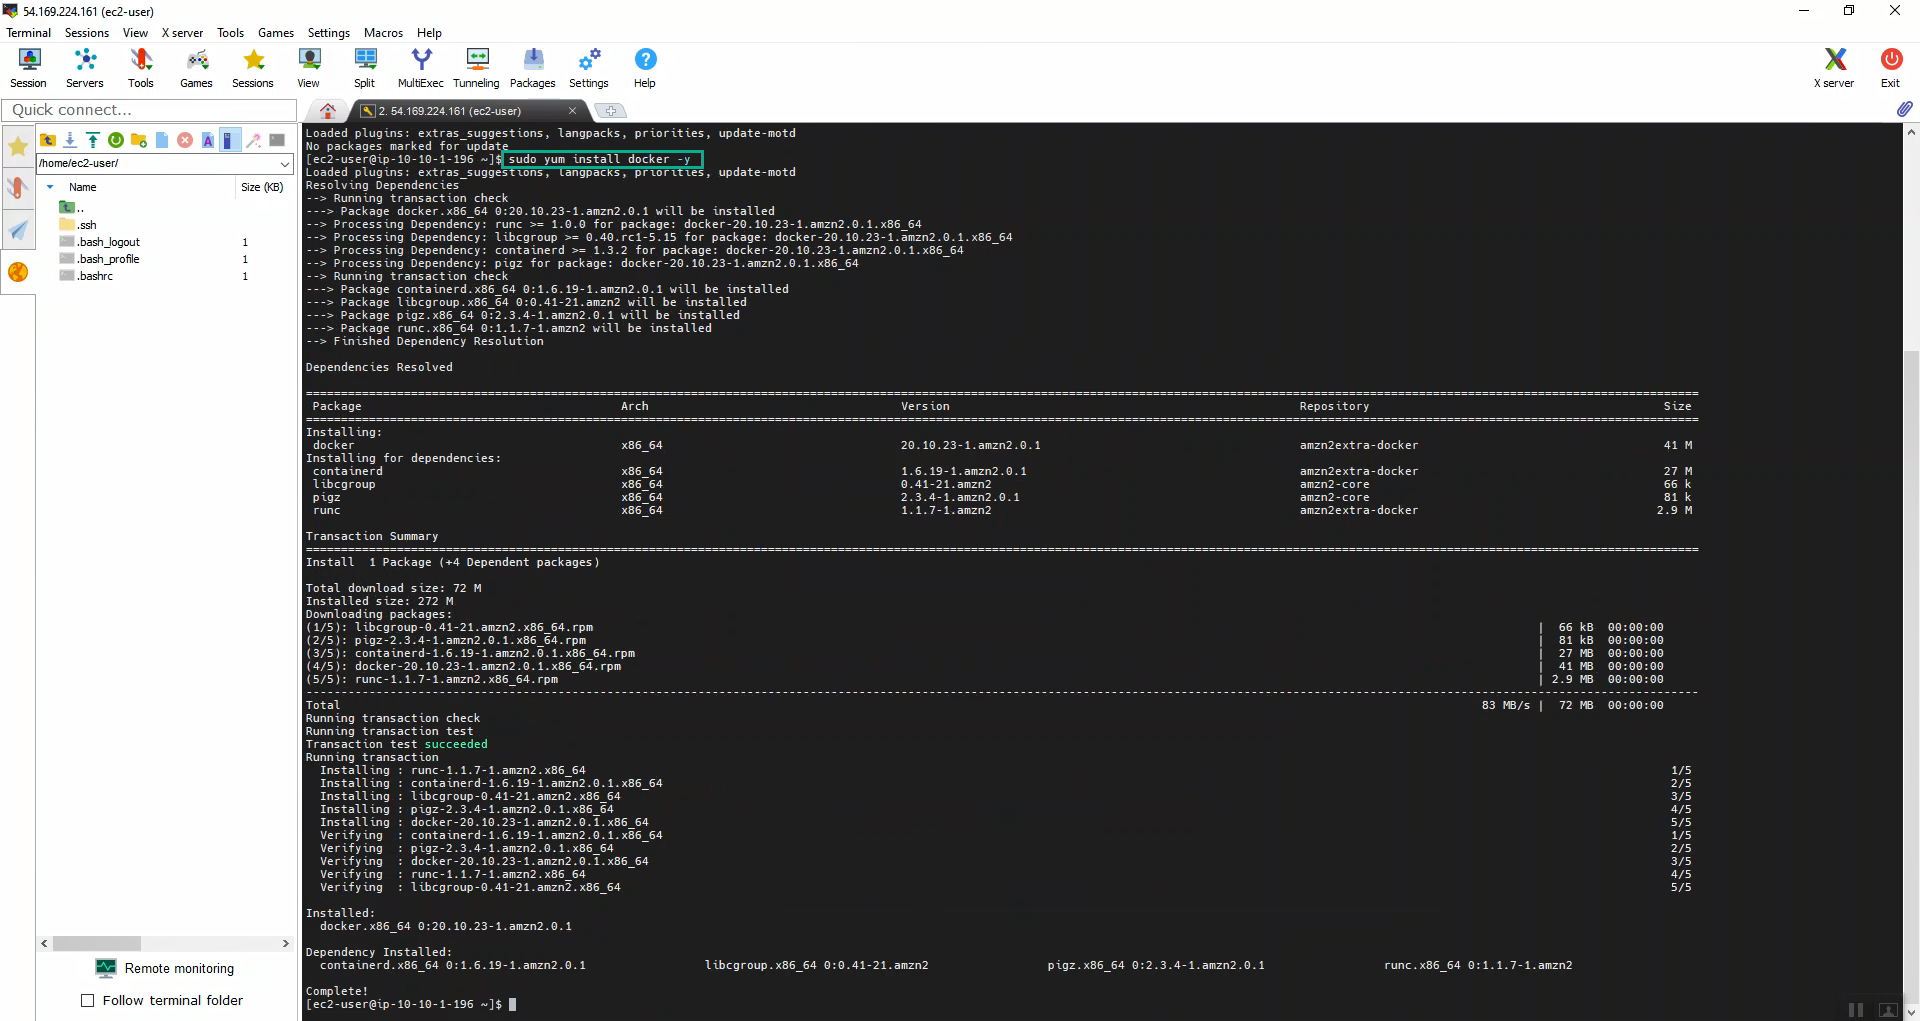 54.169.224.161 (ec2-user)
Terminal Sessions View X server Tools Games Settings Macros Help
Session Servers Tools Games Sessions View Split MultiExec Tunneling Packages Settings Help X server Exit
Quick connect...
2. 54.169.224.161 (ec2-user)
/home/ec2-user/
Name Size (KB)
..
.ssh
.bash_logout 1
.bash_profile 1
.bashrc 1
Remote monitoring
Follow terminal folder
Loaded plugins: extras_suggestions, langpacks, priorities, update-motd
No packages marked for update
[ec2-user@ip-10-10-1-196 ~]$ sudo yum install docker -y
Loaded plugins: extras_suggestions, langpacks, priorities, update-motd
Resolving Dependencies
--> Running transaction check
---> Package docker.x86_64 0:20.10.23-1.amzn2.0.1 will be installed
--> Processing Dependency: runc >= 1.0.0 for package: docker-20.10.23-1.amzn2.0.1.x86_64
--> Processing Dependency: libcgroup >= 0.40.rc1-5.15 for package: docker-20.10.23-1.amzn2.0.1.x86_64
--> Processing Dependency: containerd >= 1.3.2 for package: docker-20.10.23-1.amzn2.0.1.x86_64
--> Processing Dependency: pigz for package: docker-20.10.23-1.amzn2.0.1.x86_64
--> Running transaction check
---> Package containerd.x86_64 0:1.6.19-1.amzn2.0.1 will be installed
---> Package libcgroup.x86_64 0:0.41-21.amzn2 will be installed
---> Package pigz.x86_64 0:2.3.4-1.amzn2.0.1 will be installed
---> Package runc.x86_64 0:1.1.7-1.amzn2 will be installed
--> Finished Dependency Resolution
Dependencies Resolved
Package Arch Version Repository Size
Installing:
docker x86_64 20.10.23-1.amzn2.0.1 amzn2extra-docker 41 M
Installing for dependencies:
containerd x86_64 1.6.19-1.amzn2.0.1 amzn2extra-docker 27 M
libcgroup x86_64 0.41-21.amzn2 amzn2-core 66 k
pigz x86_64 2.3.4-1.amzn2.0.1 amzn2-core 81 k
runc x86_64 1.1.7-1.amzn2 amzn2extra-docker 2.9 M
Transaction Summary
Install 1 Package (+4 Dependent packages)
Total download size: 72 M
Installed size: 272 M
Downloading packages:
(1/5): libcgroup-0.41-21.amzn2.x86_64.rpm | 66 kB 00:00:00
(2/5): pigz-2.3.4-1.amzn2.0.1.x86_64.rpm | 81 kB 00:00:00
(3/5): containerd-1.6.19-1.amzn2.0.1.x86_64.rpm | 27 MB 00:00:00
(4/5): docker-20.10.23-1.amzn2.0.1.x86_64.rpm | 41 MB 00:00:00
(5/5): runc-1.1.7-1.amzn2.x86_64.rpm | 2.9 MB 00:00:00
Total 83 MB/s | 72 MB 00:00:00
Running transaction check
Running transaction test
Transaction test succeeded
Running transaction
Installing : runc-1.1.7-1.amzn2.x86_64 1/5
Installing : containerd-1.6.19-1.amzn2.0.1.x86_64 2/5
Installing : libcgroup-0.41-21.amzn2.x86_64 3/5
Installing : pigz-2.3.4-1.amzn2.0.1.x86_64 4/5
Installing : docker-20.10.23-1.amzn2.0.1.x86_64 5/5
Verifying : containerd-1.6.19-1.amzn2.0.1.x86_64 1/5
Verifying : pigz-2.3.4-1.amzn2.0.1.x86_64 2/5
Verifying : docker-20.10.23-1.amzn2.0.1.x86_64 3/5
Verifying : runc-1.1.7-1.amzn2.x86_64 4/5
Verifying : libcgroup-0.41-21.amzn2.x86_64 5/5
Installed:
docker.x86_64 0:20.10.23-1.amzn2.0.1
Dependency Installed:
containerd.x86_64 0:1.6.19-1.amzn2.0.1 libcgroup.x86_64 0:0.41-21.amzn2 pigz.x86_64 0:2.3.4-1.amzn2.0.1 runc.x86_64 0:1.1.7-1.amzn2
Complete!
[ec2-user@ip-10-10-1-196 ~]$